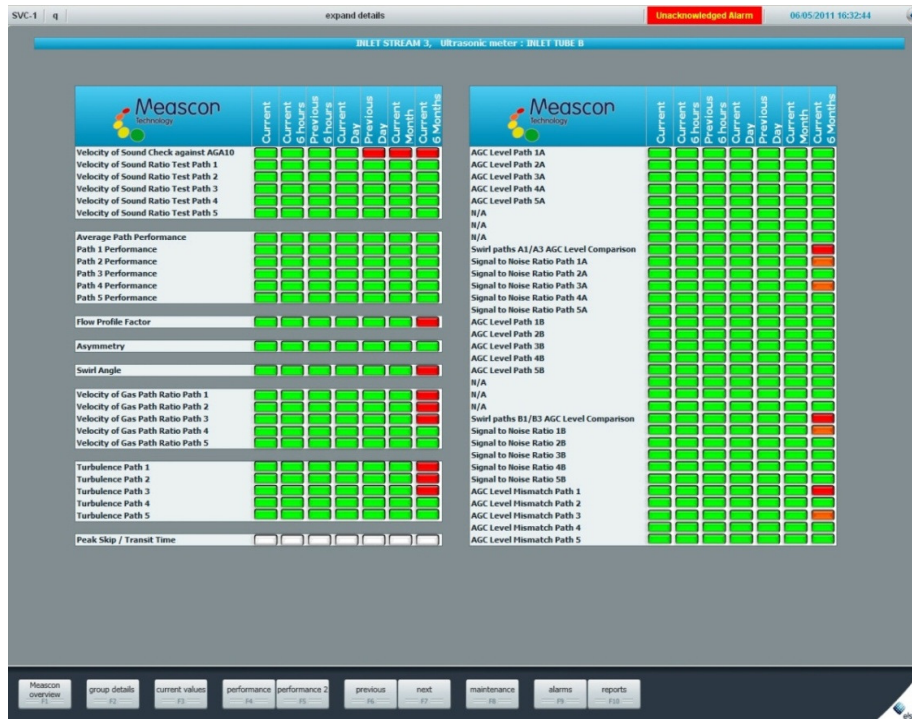 SVC-1 q expand details Unacknowledged Alarm 06/05/2011 16:32:44
INLET STREAM 3, Ultrasonic meter : INLET TUBE B
Meascon
Technology
Current
Current 6 hours
Previous 6 hours
Current Day
Previous Day
Current Month
Current 6 Months
Velocity of Sound Check against AGA10
Velocity of Sound Ratio Test Path 1
Velocity of Sound Ratio Test Path 2
Velocity of Sound Ratio Test Path 3
Velocity of Sound Ratio Test Path 4
Velocity of Sound Ratio Test Path 5
Average Path Performance
Path 1 Performance
Path 2 Performance
Path 3 Performance
Path 4 Performance
Path 5 Performance
Flow Profile Factor
Asymmetry
Swirl Angle
Velocity of Gas Path Ratio Path 1
Velocity of Gas Path Ratio Path 2
Velocity of Gas Path Ratio Path 3
Velocity of Gas Path Ratio Path 4
Velocity of Gas Path Ratio Path 5
Turbulence Path 1
Turbulence Path 2
Turbulence Path 3
Turbulence Path 4
Turbulence Path 5
Peak Skip / Transit Time
Meascon
Technology
Current
Current 6 hours
Previous 6 hours
Current Day
Previous Day
Current Month
Current 6 Months
AGC Level Path 1A
AGC Level Path 2A
AGC Level Path 3A
AGC Level Path 4A
AGC Level Path 5A
N/A
N/A
N/A
Swirl paths A1/A3 AGC Level Comparison
Signal to Noise Ratio Path 1A
Signal to Noise Ratio Path 2A
Signal to Noise Ratio Path 3A
Signal to Noise Ratio Path 4A
Signal to Noise Ratio Path 5A
AGC Level Path 1B
AGC Level Path 2B
AGC Level Path 3B
AGC Level Path 4B
AGC Level Path 5B
N/A
N/A
N/A
Swirl paths B1/B3 AGC Level Comparison
Signal to Noise Ratio 1B
Signal to Noise Ratio 2B
Signal to Noise Ratio 3B
Signal to Noise Ratio 4B
Signal to Noise Ratio 5B
AGC Level Mismatch Path 1
AGC Level Mismatch Path 2
AGC Level Mismatch Path 3
AGC Level Mismatch Path 4
AGC Level Mismatch Path 5
Meascon overview F1
group details F2
current values F3
performance F4
performance 2 F5
previous F6
next F7
maintenance F8
alarms F9
reports F10